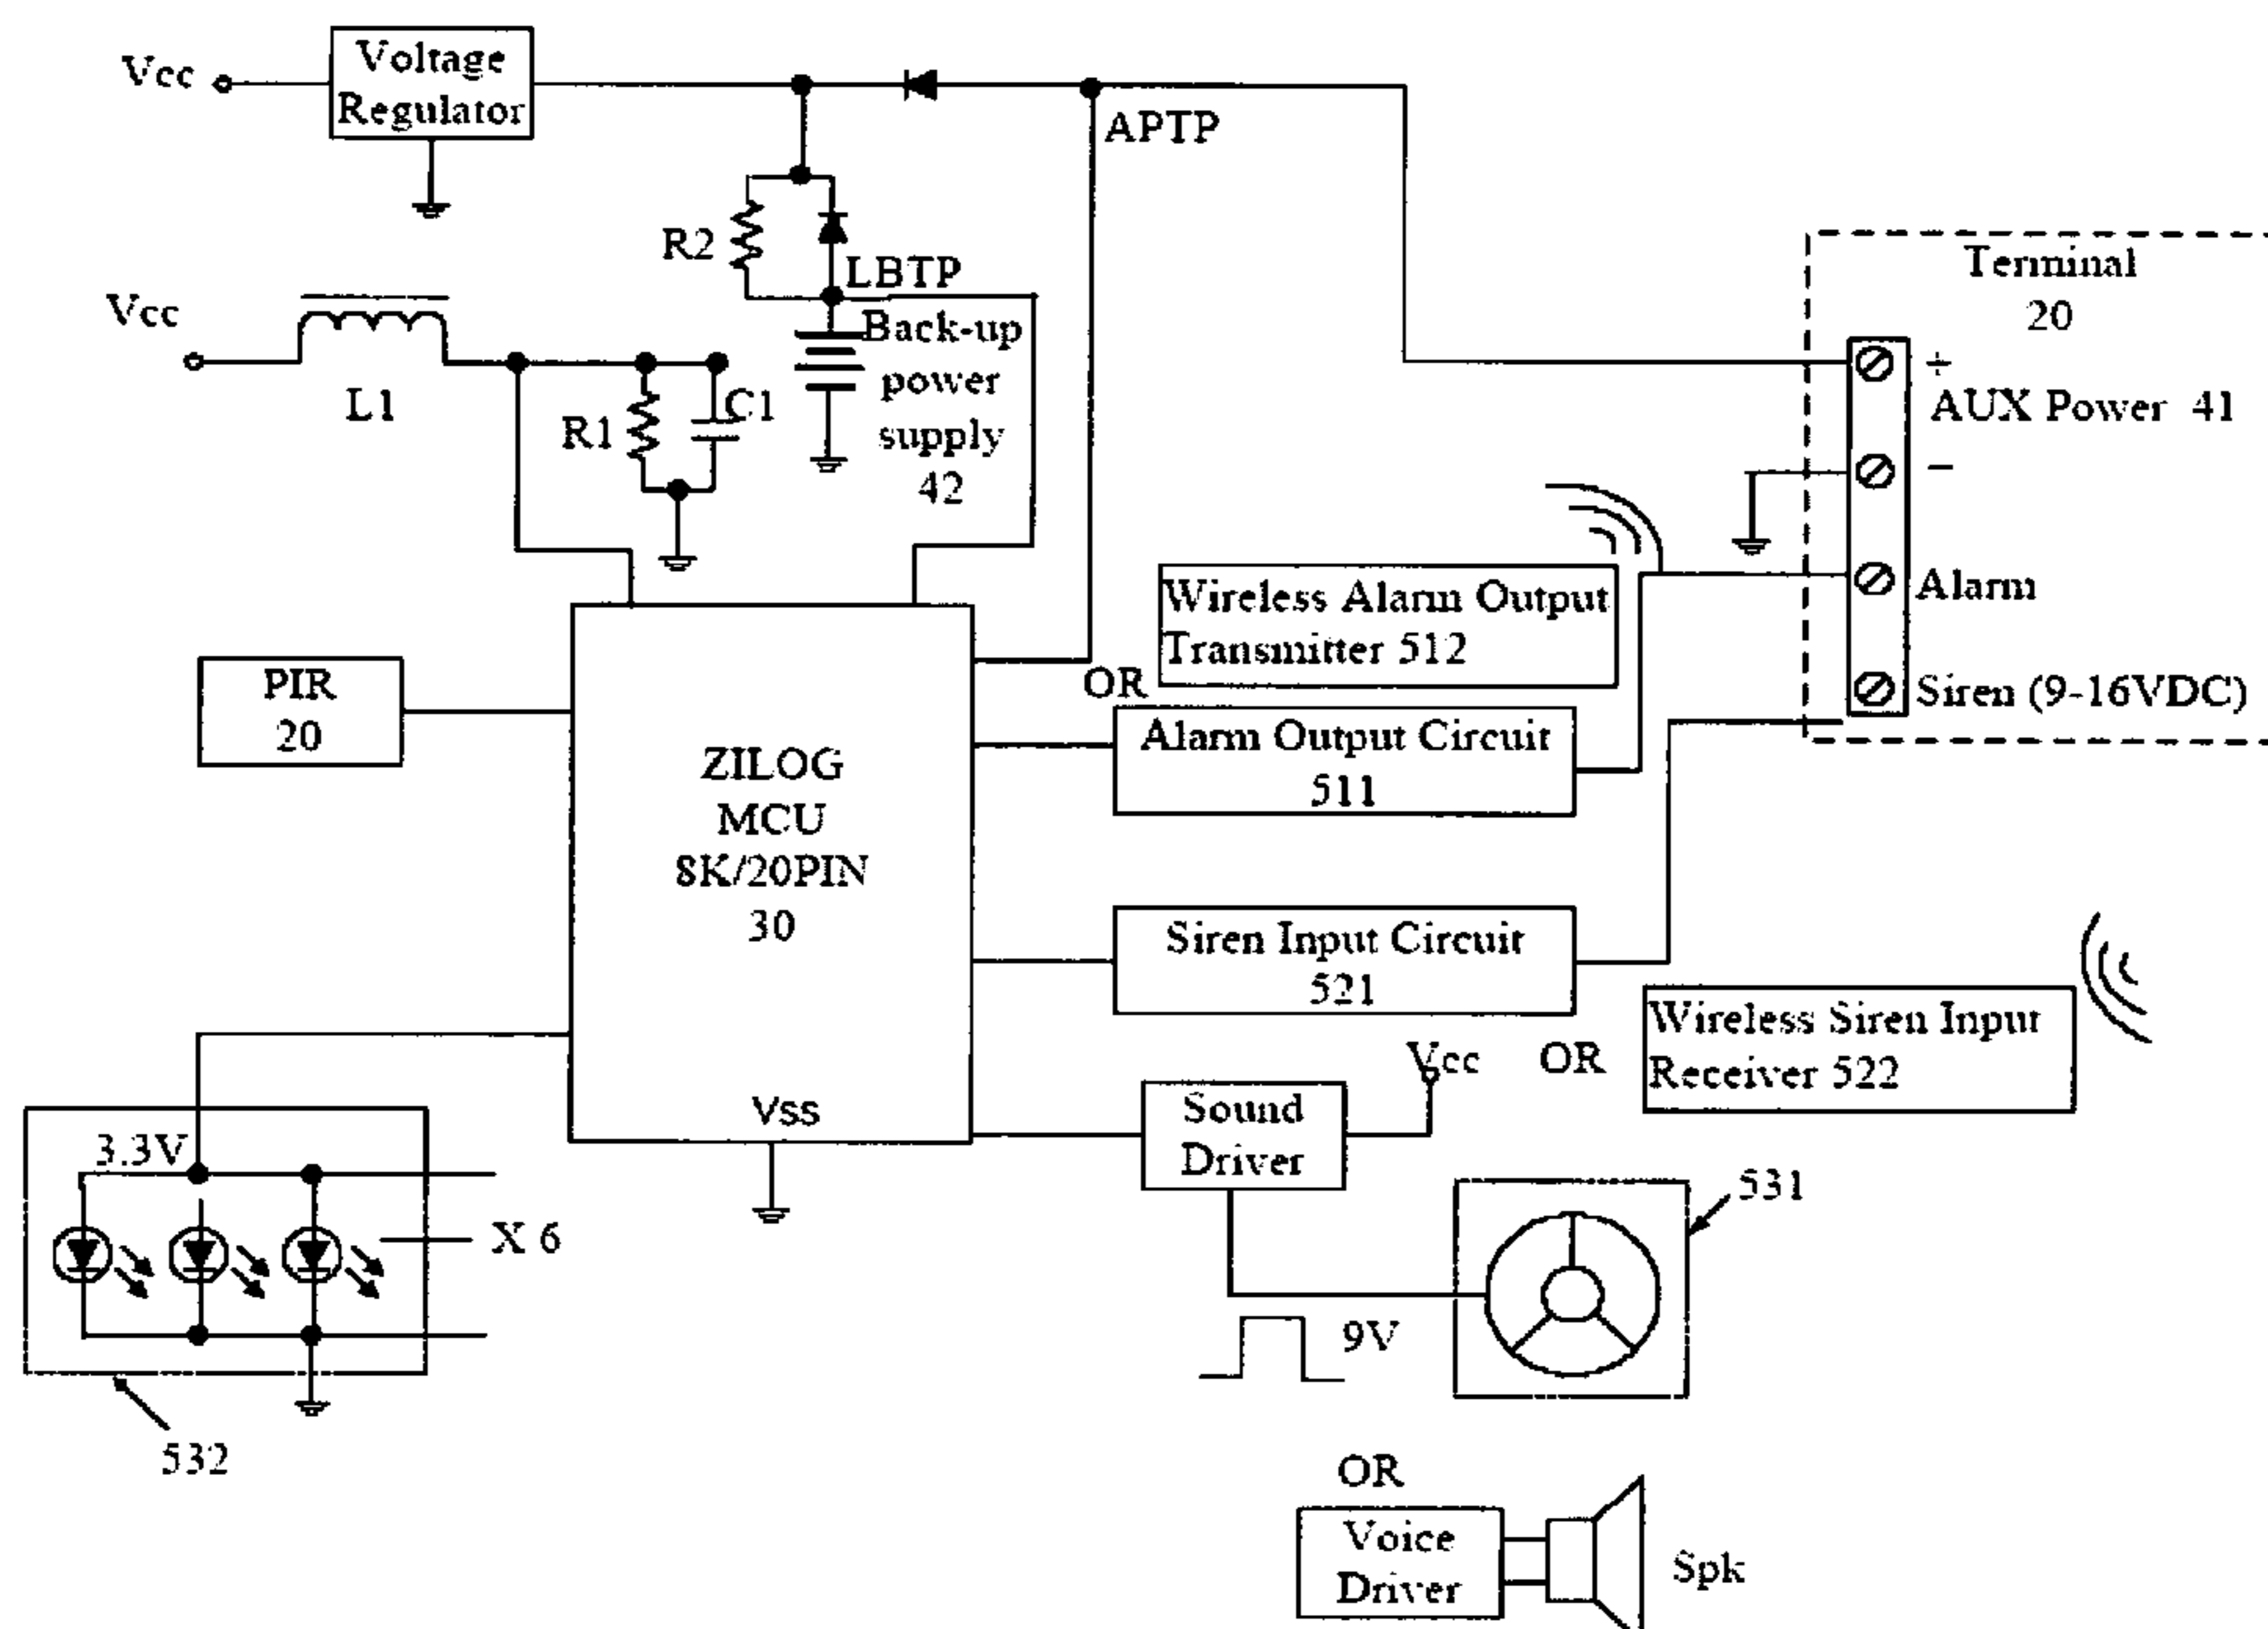 Vcc
Voltage
Regulator
APTP
R2
LBTP
Terminal
20
Vcc
L1
R1
C1
Back-up
power
supply
42
+
AUX Power 41
−
Wireless Alarm Output
Transmitter 512
Alarm
OR
Siren (9-16VDC)
PIR
20
ZILOG
MCU
8K/20PIN
30
VSS
Alarm Output Circuit
511
Siren Input Circuit
521
Wireless Siren Input
Receiver 522
Vcc
OR
Sound
Driver
3.3V
X 6
532
531
9V
OR
Voice
Driver
Spk